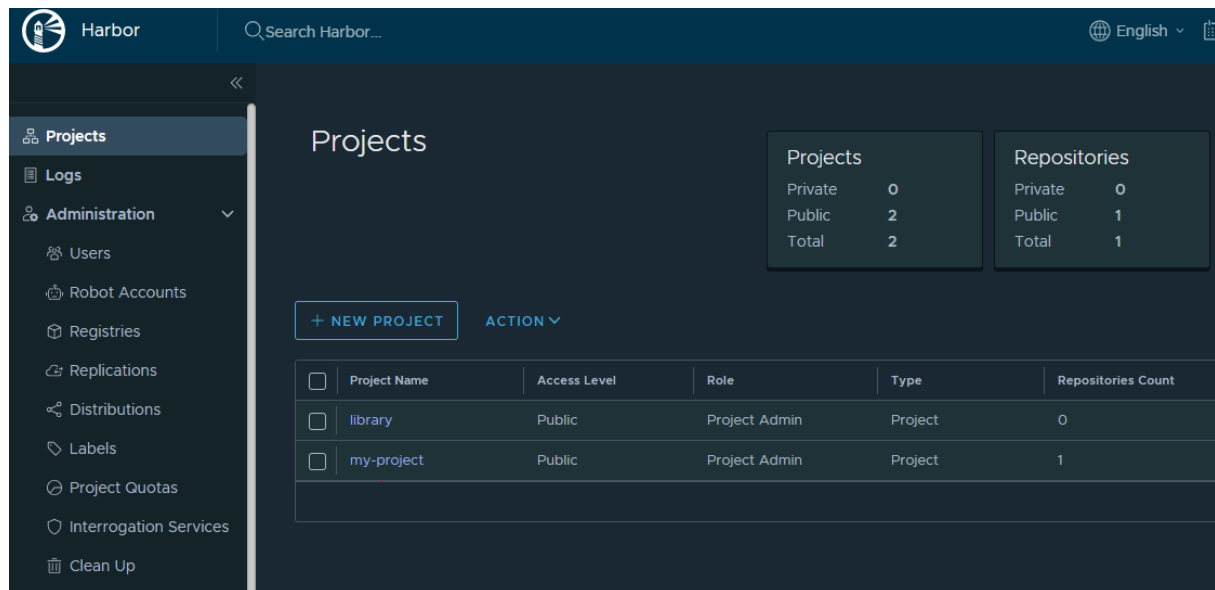 Harbor
Search Harbor...
English
Projects
Logs
Administration
Users
Robot Accounts
Registries
Replications
Distributions
Labels
Project Quotas
Interrogation Services
Clean Up
Projects
Projects
Private 0
Public 2
Total 2
Repositories
Private 0
Public 1
Total 1
+ NEW PROJECT
ACTION
Project Name Access Level Role Type Repositories Count
library Public Project Admin Project 0
my-project Public Project Admin Project 1